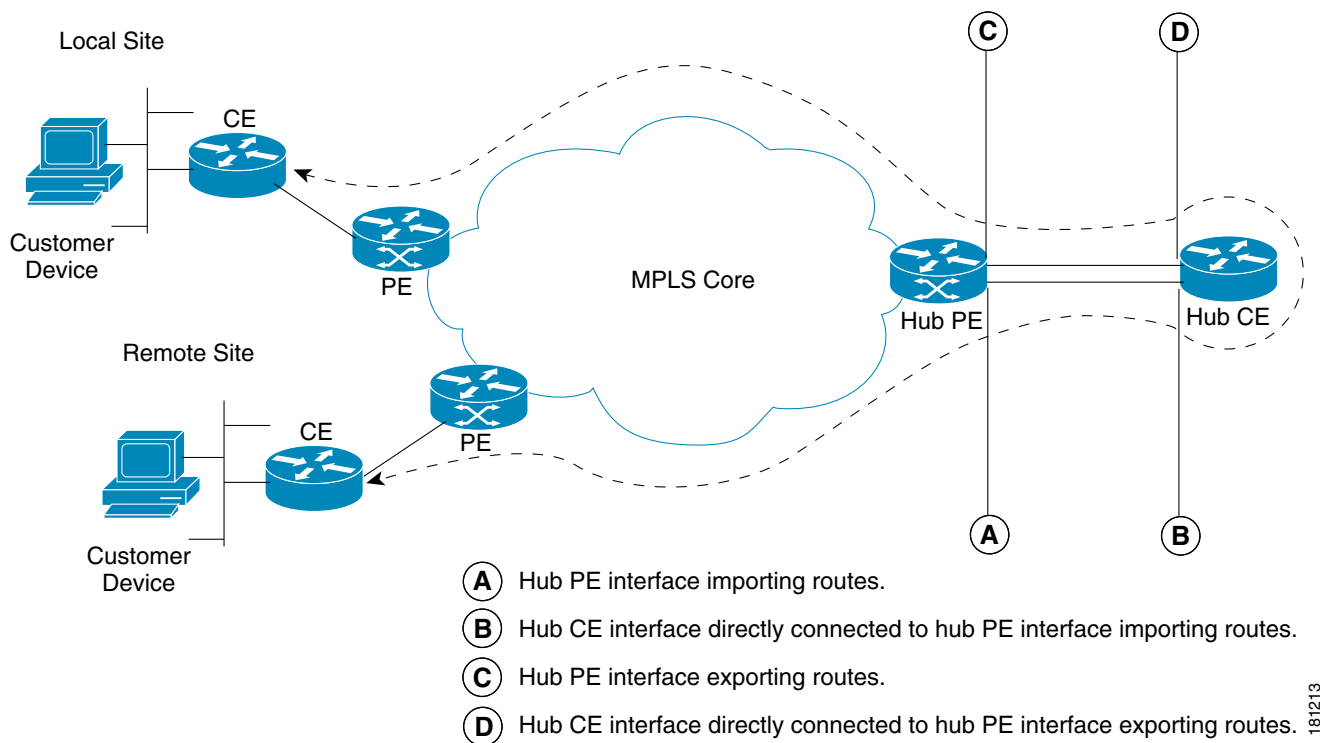 C
D
Local Site
CE
Customer
Device
PE
MPLS Core
Hub PE
Hub CE
Remote Site
CE
PE
Customer
Device
A
B
A Hub PE interface importing routes.
B Hub CE interface directly connected to hub PE interface importing routes.
C Hub PE interface exporting routes.
D Hub CE interface directly connected to hub PE interface exporting routes.
181213